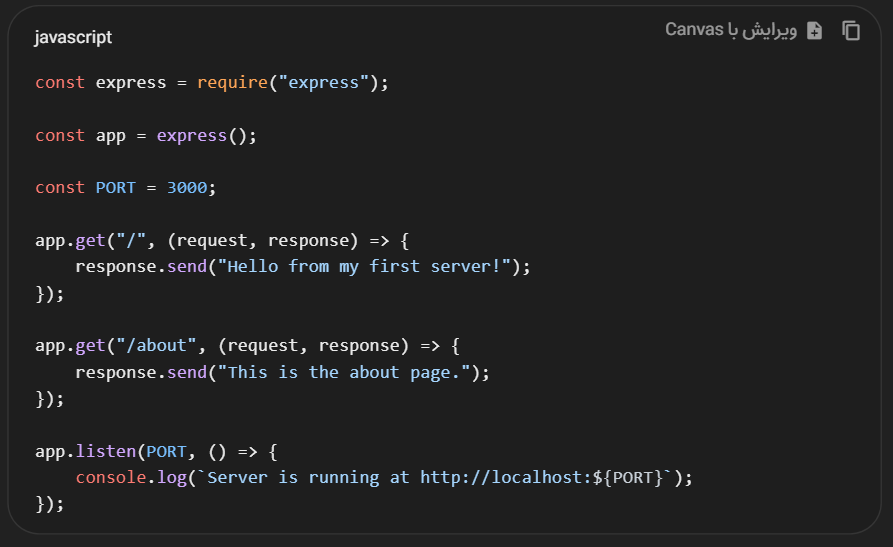 ویرایش با Canvas
javascript
const express = require("express");
const app = express();
const PORT = 3000;
app.get("/", (request, response) => {
    response.send("Hello from my first server!");
});
app.get("/about", (request, response) => {
    response.send("This is the about page.");
});
app.listen(PORT, () => {
    console.log(`Server is running at http://localhost:${PORT}`);
});